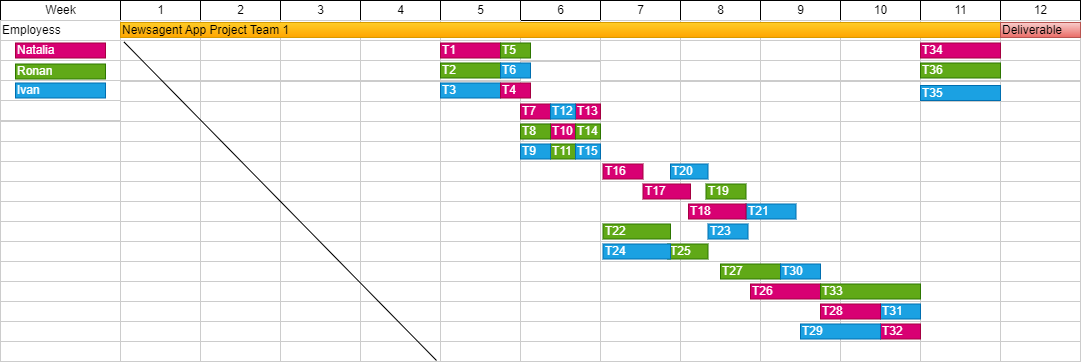 Week 1 2 3 4 5 6 7 8 9 10 11 12
Employess Newsagent App Project Team 1 Deliverable
Natalia T1 T5 T34
Ronan T2 T6 T36
Ivan T3 T4 T35
T7 T12 T13
T8 T10 T14
T9 T11 T15
T16 T20
T17 T19
T18 T21
T22 T23
T24 T25
T27 T30
T26 T33
T28 T31
T29 T32